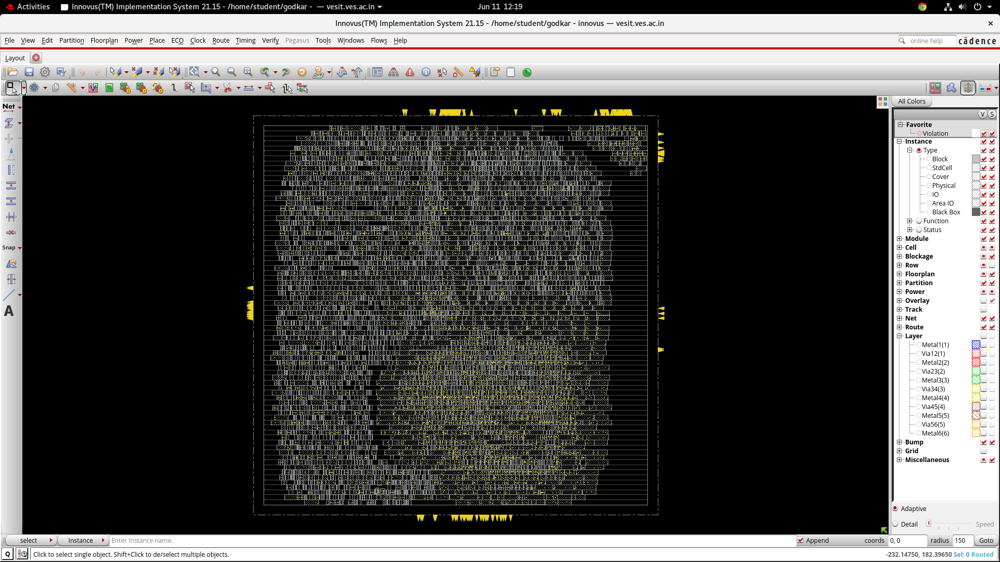 Activities
Innovus(TM) Implementation System 21.15 - /home/student/godkar - — vesit.ves.ac.in
Jun 11 12:19
Innovus(TM) Implementation System 21.15 - /home/student/godkar - innovus — vesit.ves.ac.in
File View Edit Partition Floorplan Power Place ECO Clock Route Timing Verify Pegasus Tools Windows Flows Help
online help
cādence
Layout
All Colors
Net
V S
Favorite
Violation
Instance
Type
Block
StdCell
Cover
Physical
IO
Area IO
Black Box
Function
Status
Module
Cell
Snap
Blockage
Row
Floorplan
Partition
Power
Overlay
A
Track
Net
Route
Layer
Metal1(1)
Via12(1)
Metal2(2)
Via23(2)
Metal3(3)
Via34(3)
Metal4(4)
Via45(4)
Metal5(5)
Via56(5)
Metal6(6)
Bump
Grid
Miscellaneous
Adaptive
Detail Speed
select Instance Enter Instance name. Append coords 0, 0 radius 150 Goto
Q Click to select single object. Shift+Click to de/select multiple objects. -232.14750, 182.39650 Sel: 0 Routed